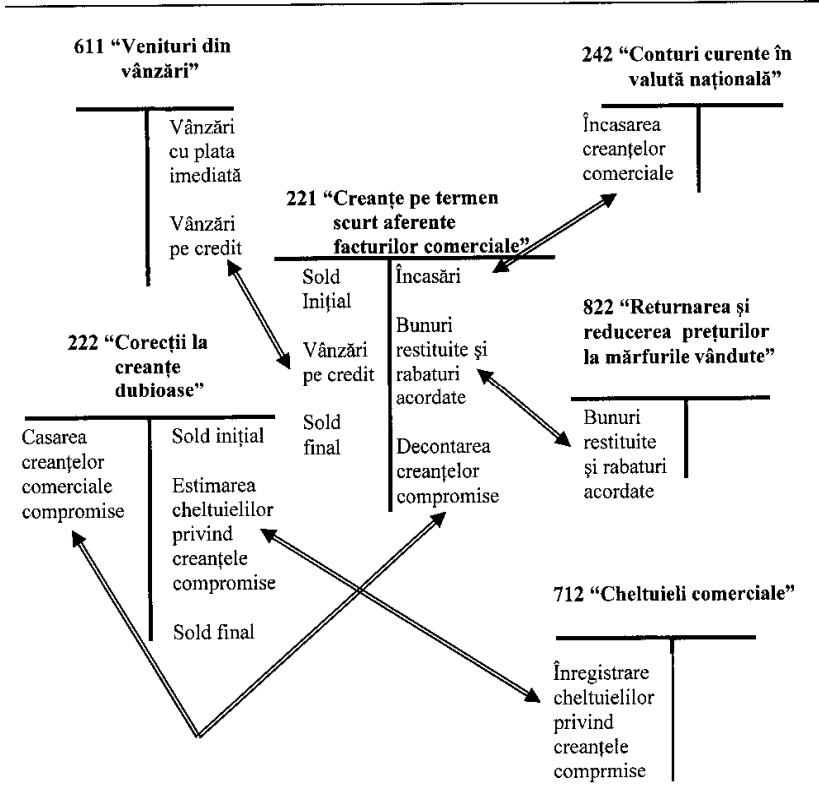 611 “Venituri din
vânzări”
Vânzări
cu plata
imediată
Vânzări
pe credit
242 “Conturi curente în
valută națională”
Încasarea
creanțelor
comerciale
221 “Creanțe pe termen
scurt aferente
facturilor comerciale”
Sold
Inițial
Vânzări
pe credit
Sold
final
Încasări
Bunuri
restituite și
rabaturi
acordate
Decontarea
creanțelor
compromise
822 “Returnarea și
reducerea prețurilor
la mărfurile vândute”
Bunuri
restituite
și rabaturi
acordate
222 “Corecții la
creanțe
dubioase”
Casarea
creanțelor
comerciale
compromise
Sold inițial
Estimarea
cheltuielilor
privind
creanțele
compromise
Sold final
712 “Cheltuieli comerciale”
Înregistrare
cheltuielilor
privind
creanțele
comprmise